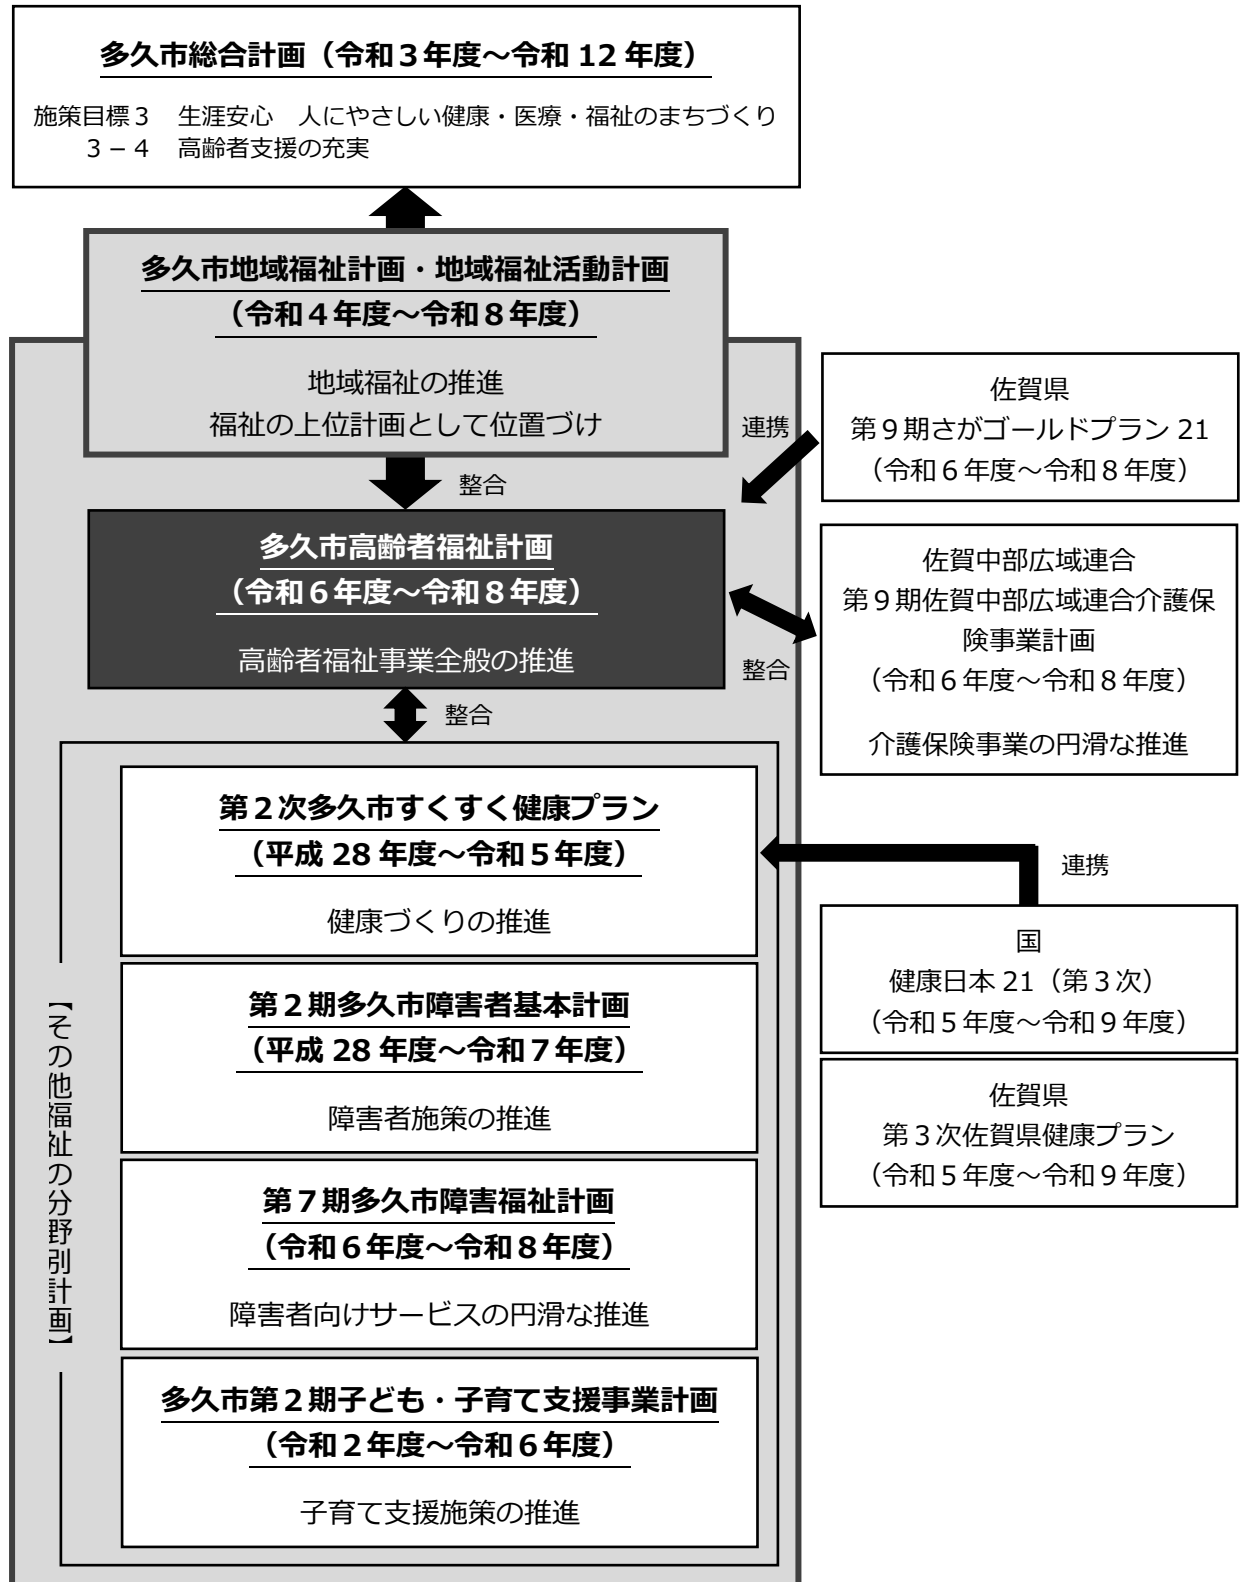 多久市総合計画（令和３年度～令和 12 年度）
施策目標３　生涯安心　人にやさしい健康・医療・福祉のまちづくり
３－４　高齢者支援の充実
多久市地域福祉計画・地域福祉活動計画
（令和４年度～令和８年度）
地域福祉の推進
福祉の上位計画として位置づけ
整合
多久市高齢者福祉計画
（令和６年度～令和８年度）
高齢者福祉事業全般の推進
連携
佐賀県
第９期さがゴールドプラン 21
（令和６年度～令和８年度）
整合
佐賀中部広域連合
第９期佐賀中部広域連合介護保
険事業計画
（令和６年度～令和８年度）
介護保険事業の円滑な推進
整合
【その他福祉の分野別計画】
第２次多久市すくすく健康プラン
（平成 28 年度～令和５年度）
健康づくりの推進
第２期多久市障害者基本計画
（平成 28 年度～令和７年度）
障害者施策の推進
第７期多久市障害福祉計画
（令和６年度～令和８年度）
障害者向けサービスの円滑な推進
多久市第２期子ども・子育て支援事業計画
（令和２年度～令和６年度）
子育て支援施策の推進
連携
国
健康日本 21（第３次）
（令和５年度～令和９年度）
佐賀県
第３次佐賀県健康プラン
（令和５年度～令和９年度）